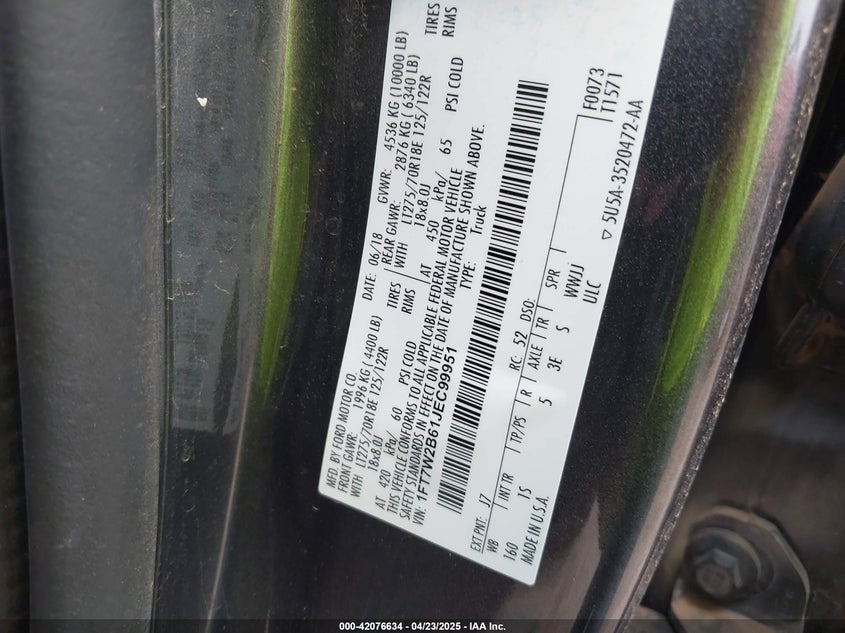 MFD. BY FORD MOTOR CO.
DATE: 06/18 GVWR: 4536 KG (10000 LB)
FRONT GAWR: 1996 KG ( 4400 LB)
REAR GAWR: 2876 KG ( 6340 LB)
WITH LT275/70R18E 125/122R TIRES
WITH LT275/70R18E 125/122R TIRES
18x8.0J RIMS
18x8.0J RIMS
AT 420 kPa/ 60 PSI COLD
AT 450 kPa/ 65 PSI COLD
THIS VEHICLE CONFORMS TO ALL APPLICABLE FEDERAL MOTOR VEHICLE
SAFETY STANDARDS IN EFFECT ON THE DATE OF MANUFACTURE SHOWN ABOVE.
VIN: 1FT7W2B61JEC99951
TYPE: Truck
EXT PNT: J7 RC: 52 DSO: F0073
T1571
WB INT TR TP/PS R AXLE TR SPR
160 TS 5 3E S WWJJ
ULC
MADE IN U.S.A. ▽ 5U5A-3520472-AA
000-42076634 - 04/23/2025 - IAA Inc.